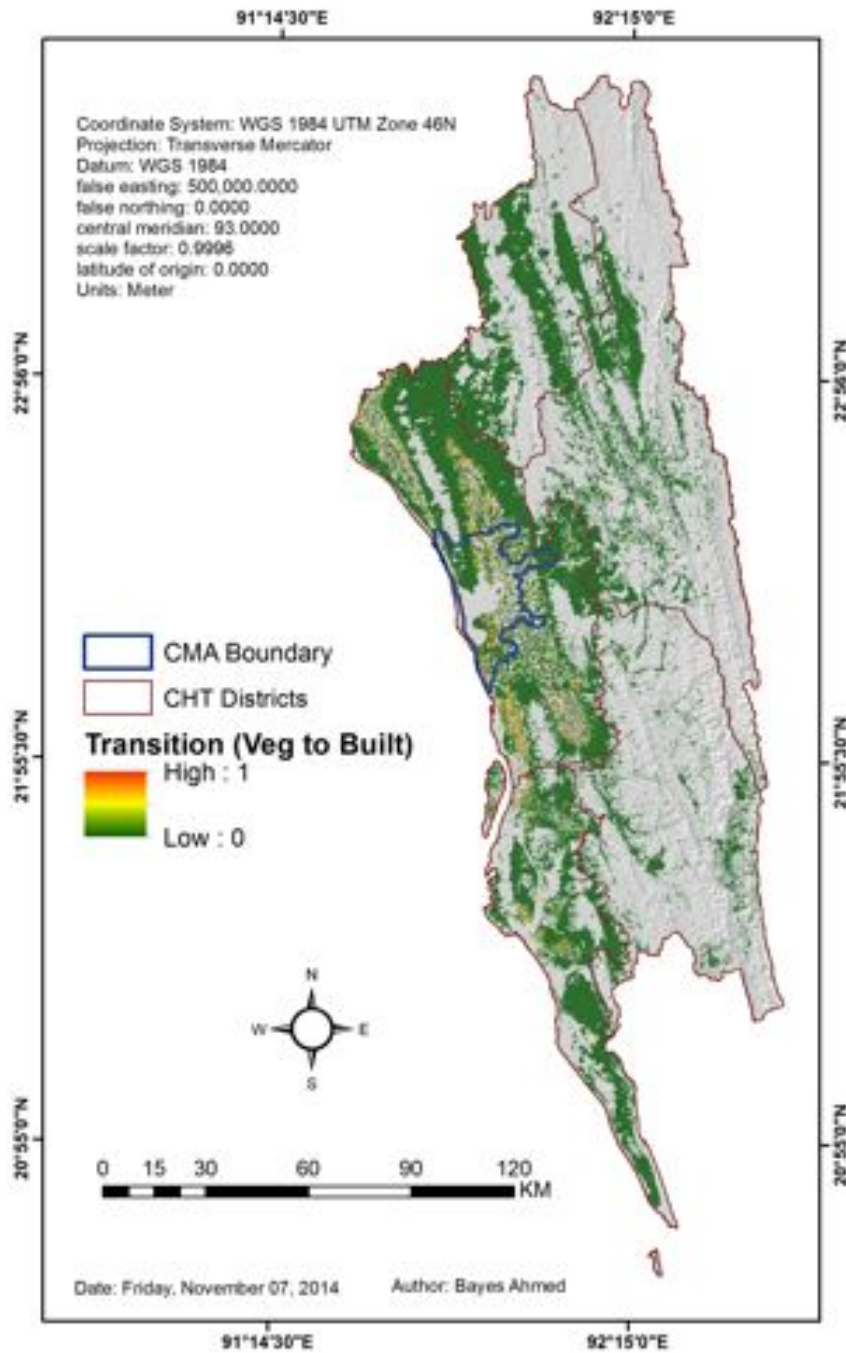 91°14'30"E 92°15'0"E
Coordinate System: WGS 1984 UTM Zone 46N
Projection: Transverse Mercator
Datum: WGS 1984
false easting: 500,000.0000
false northing: 0.0000
central meridian: 93.0000
scale factor: 0.9996
latitude of origin: 0.0000
Units: Meter
22°56'0"N 22°56'0"N
CMA Boundary
CHT Districts
Transition (Veg to Built)
High : 1
Low : 0
21°55'30"N 21°55'30"N
N
W E
S
20°55'0"N 20°55'0"N
0 15 30 60 90 120
KM
Date: Friday, November 07, 2014 Author: Bayes Ahmed
91°14'30"E 92°15'0"E